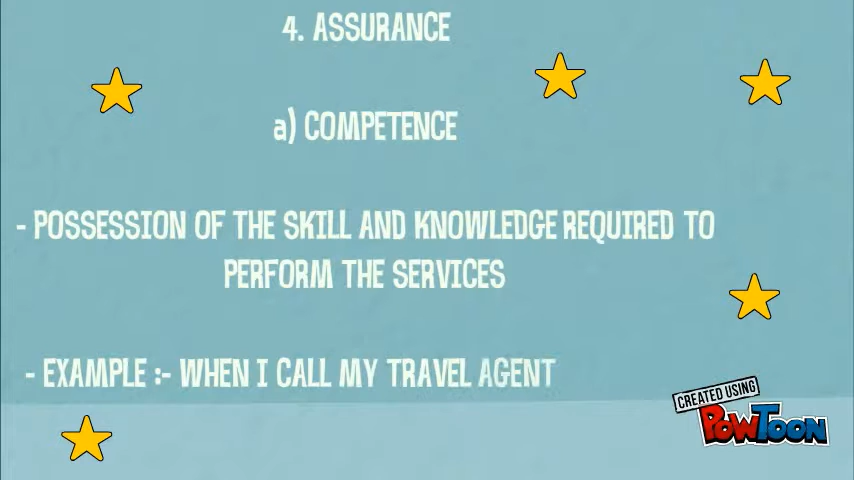 4. ASSURANCE
a) COMPETENCE
- POSSESSION OF THE SKILL AND KNOWLEDGE REQUIRED TO
PERFORM THE SERVICES
- EXAMPLE :- WHEN I CALL MY TRAVEL AGENT
CREATED USING
POWTOON